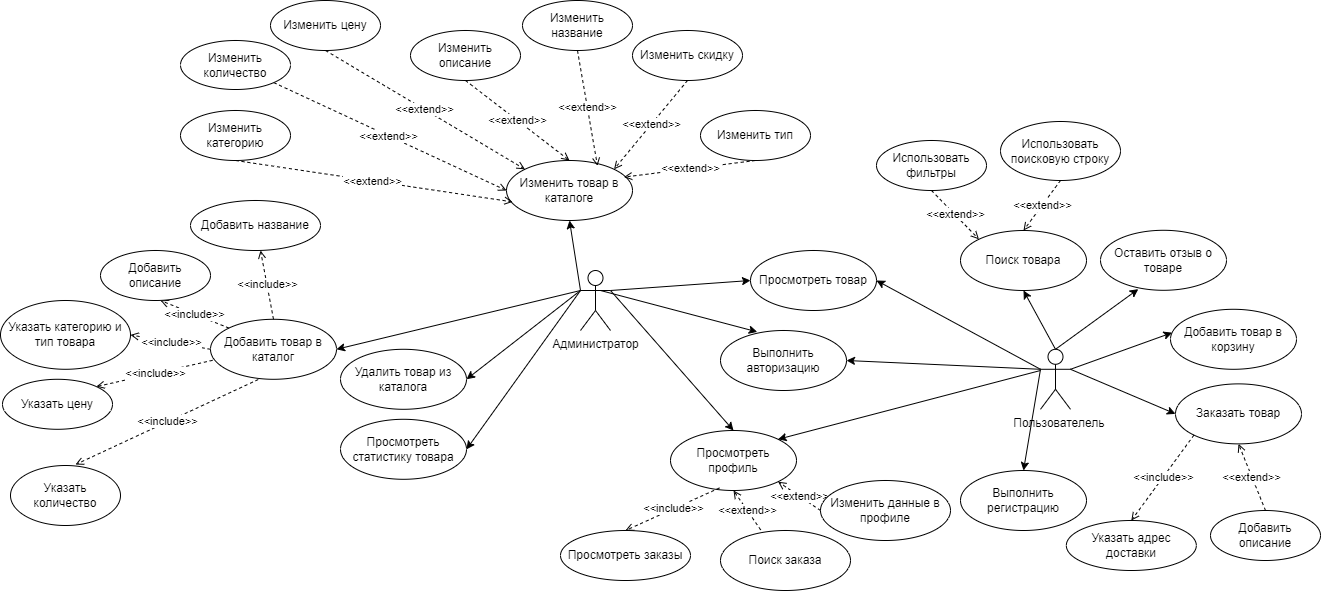 Изменить цену
Изменить
название
Изменить
описание
Изменить скидку
Изменить
количество
<<extend>>
<<extend>>
<<extend>>
<<extend>>
<<extend>>
Изменить
категорию
Изменить тип
<<extend>>
<<extend>>
Изменить товар в
каталоге
Использовать
фильтры
Использовать
поисковую строку
<<extend>>
<<extend>>
Поиск товара
Оставить отзыв о
товаре
Добавить название
Добавить
описание
<<include>>
<<include>>
Указать категорию и
тип товара
<<include>>
Добавить товар в
каталог
<<include>>
Указать цену
<<include>>
Указать
количество
Администратор
Просмотреть товар
Выполнить
авторизацию
Удалить товар из
каталога
Просмотреть
статистику товара
Добавить товар в
корзину
Заказать товар
Пользователель
Просмотреть
профиль
<<include>>
<<extend>>
<<extend>>
Изменить данные в
профиле
Просмотреть заказы
Поиск заказа
Выполнить
регистрацию
<<include>>
<<extend>>
Указать адрес
доставки
Добавить
описание